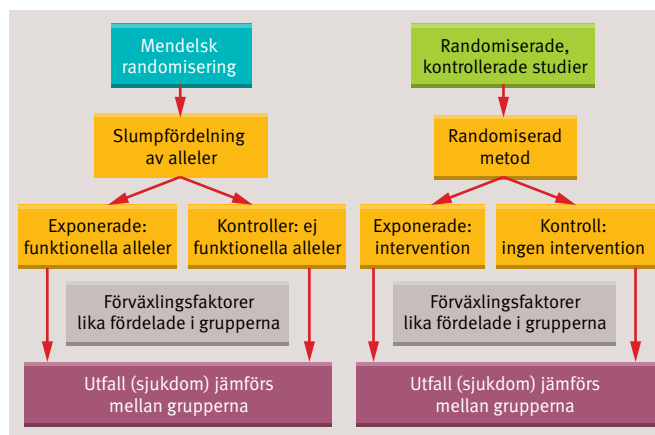 Mendelsk
randomisering
Slumpfördelning
av alleler
Exponerade:
funktionella alleler
Kontroller: ej
funktionella alleler
Förväxlingsfaktorer
lika fördelade i grupperna
Utfall (sjukdom) jämförs
mellan grupperna
Randomiserade,
kontrollerade studier
Randomiserad
metod
Exponerade:
intervention
Kontroll:
ingen intervention
Förväxlingsfaktorer
lika fördelade i grupperna
Utfall (sjukdom) jämförs
mellan grupperna